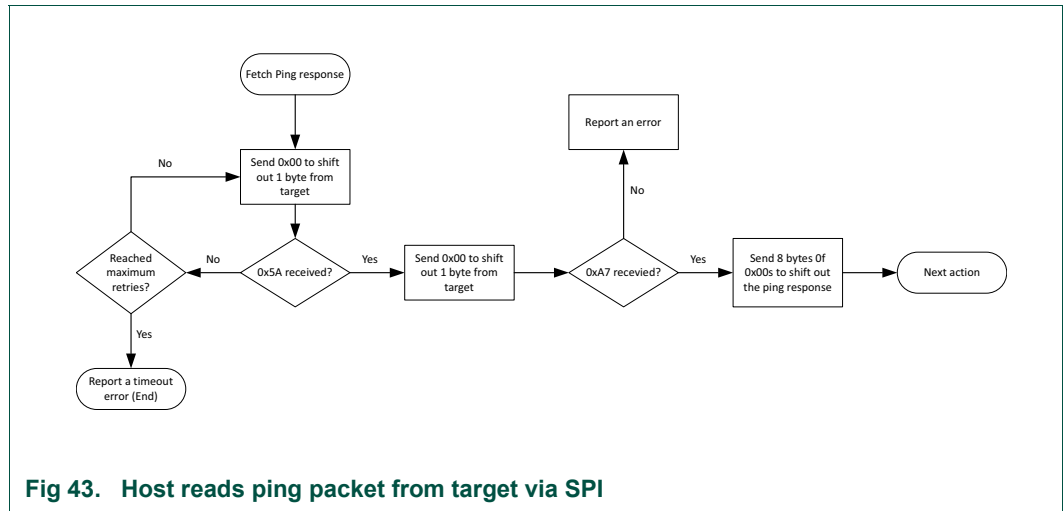 Fetch Ping response
Report an error
No
Send 0x00 to shift
out 1 byte from
target
No
Reached
maximum
retries?
No
0x5A received?
Yes
Send 0x00 to shift
out 1 byte from
target
0xA7 recevied?
Yes
Send 8 bytes 0f
0x00s to shift out
the ping response
Next action
Yes
Report a timeout
error (End)
Fig 43. Host reads ping packet from target via SPI